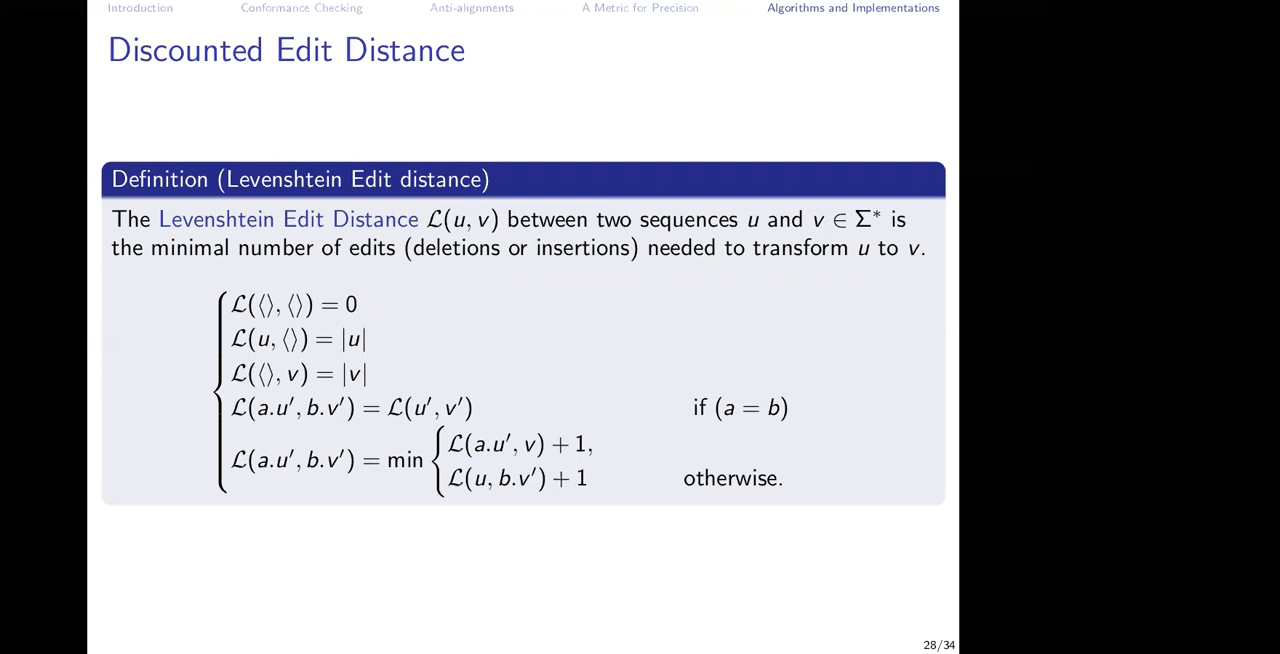 Introduction Conformance Checking Anti-alignments A Metric for Precision Algorithms and Implementations
Discounted Edit Distance
Definition (Levenshtein Edit distance)
The Levenshtein Edit Distance ℒ(u, v) between two sequences u and v ∈ Σ* is
the minimal number of edits (deletions or insertions) needed to transform u to v.
ℒ(⟨⟩, ⟨⟩) = 0
ℒ(u, ⟨⟩) = |u|
ℒ(⟨⟩, v) = |v|
ℒ(a.u′, b.v′) = ℒ(u′, v′) if (a = b)
ℒ(a.u′, b.v′) = min { ℒ(a.u′, v) + 1,
ℒ(u, b.v′) + 1 otherwise.
28/34